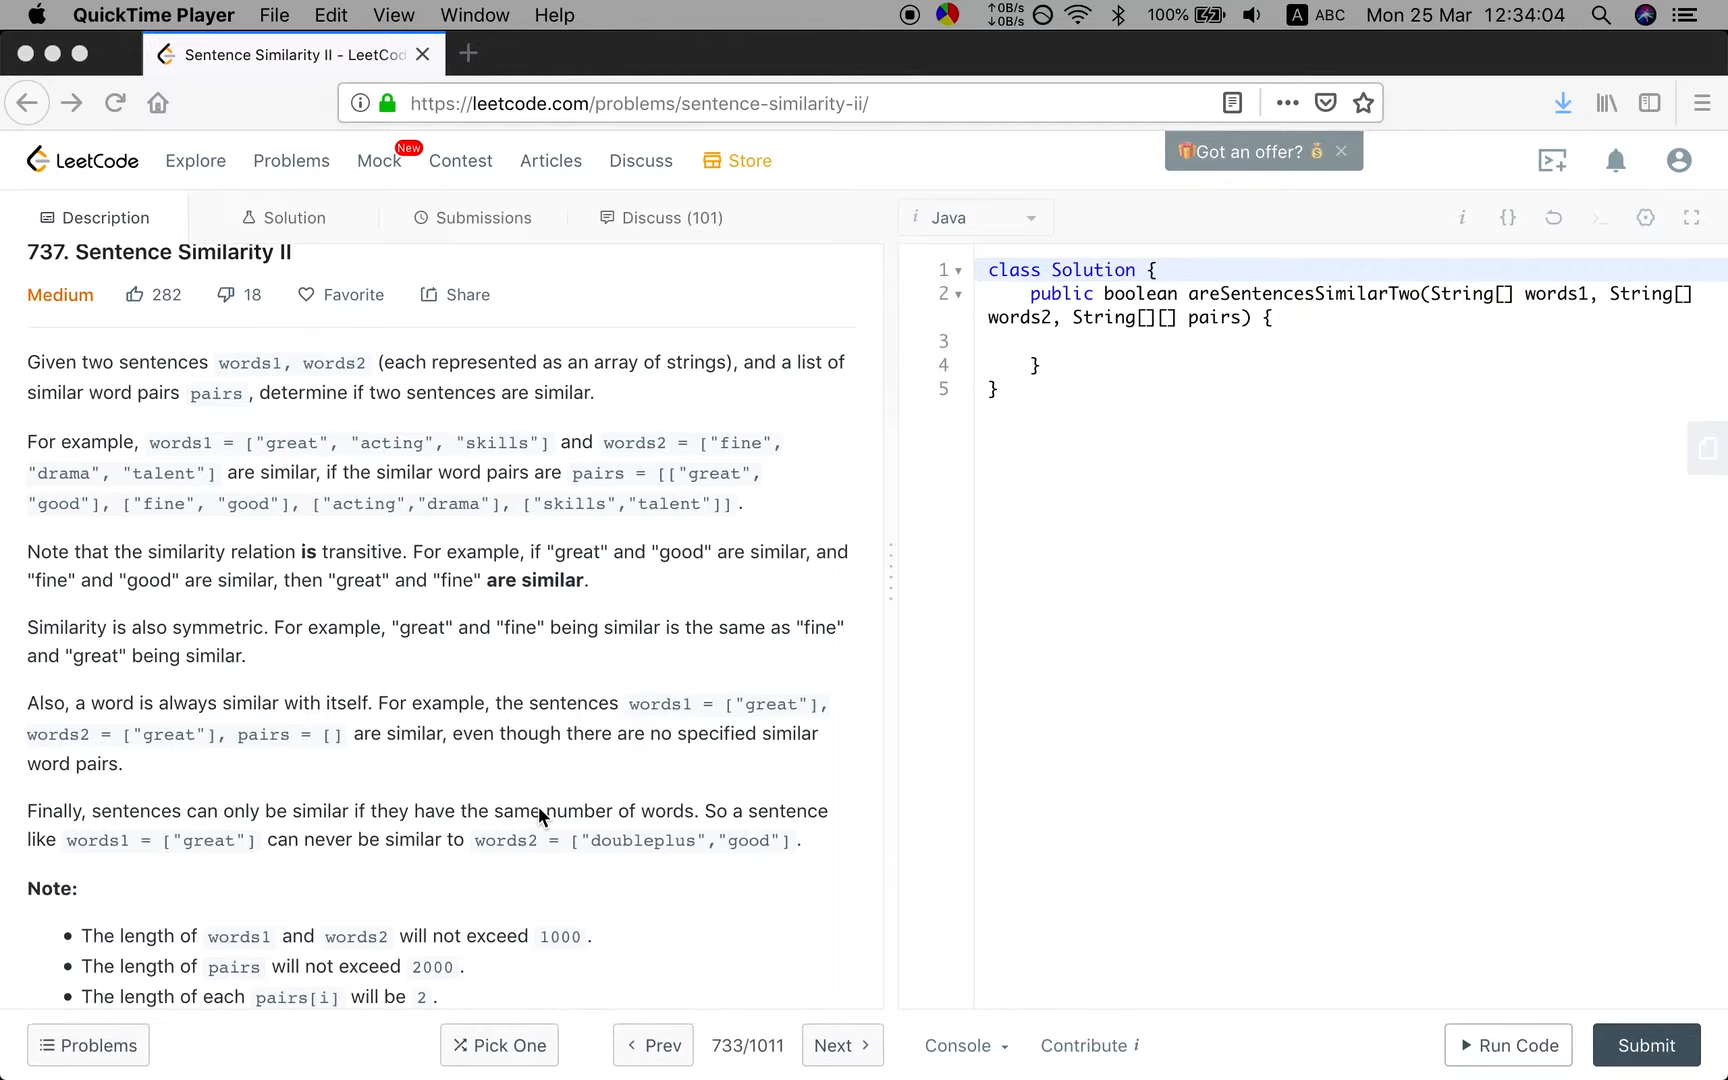 QuickTime Player File Edit View Window Help ↑0B/s ↓0B/s 100% A ABC Mon 25 Mar 12:34:04
Sentence Similarity II - LeetCod
https://leetcode.com/problems/sentence-similarity-ii/
LeetCode Explore Problems Mock New Contest Articles Discuss Store
Got an offer?
Description Solution Submissions Discuss (101)
i Java
737. Sentence Similarity II
Medium 282 18 Favorite Share
Given two sentences words1, words2 (each represented as an array of strings), and a list of
similar word pairs pairs , determine if two sentences are similar.
For example, words1 = ["great", "acting", "skills"] and words2 = ["fine",
"drama", "talent"] are similar, if the similar word pairs are pairs = [["great",
"good"], ["fine", "good"], ["acting","drama"], ["skills","talent"]] .
Note that the similarity relation is transitive. For example, if "great" and "good" are similar, and
"fine" and "good" are similar, then "great" and "fine" are similar.
Similarity is also symmetric. For example, "great" and "fine" being similar is the same as "fine"
and "great" being similar.
Also, a word is always similar with itself. For example, the sentences words1 = ["great"],
words2 = ["great"], pairs = [] are similar, even though there are no specified similar
word pairs.
Finally, sentences can only be similar if they have the same number of words. So a sentence
like words1 = ["great"] can never be similar to words2 = ["doubleplus","good"] .
Note:
• The length of words1 and words2 will not exceed 1000 .
• The length of pairs will not exceed 2000 .
• The length of each pairs[i] will be 2 .
i {}
1 class Solution {
2 public boolean areSentencesSimilarTwo(String[] words1, String[]
words2, String[][] pairs) {
3
4 }
5 }
Problems Pick One Prev 733/1011 Next Console Contribute i Run Code Submit